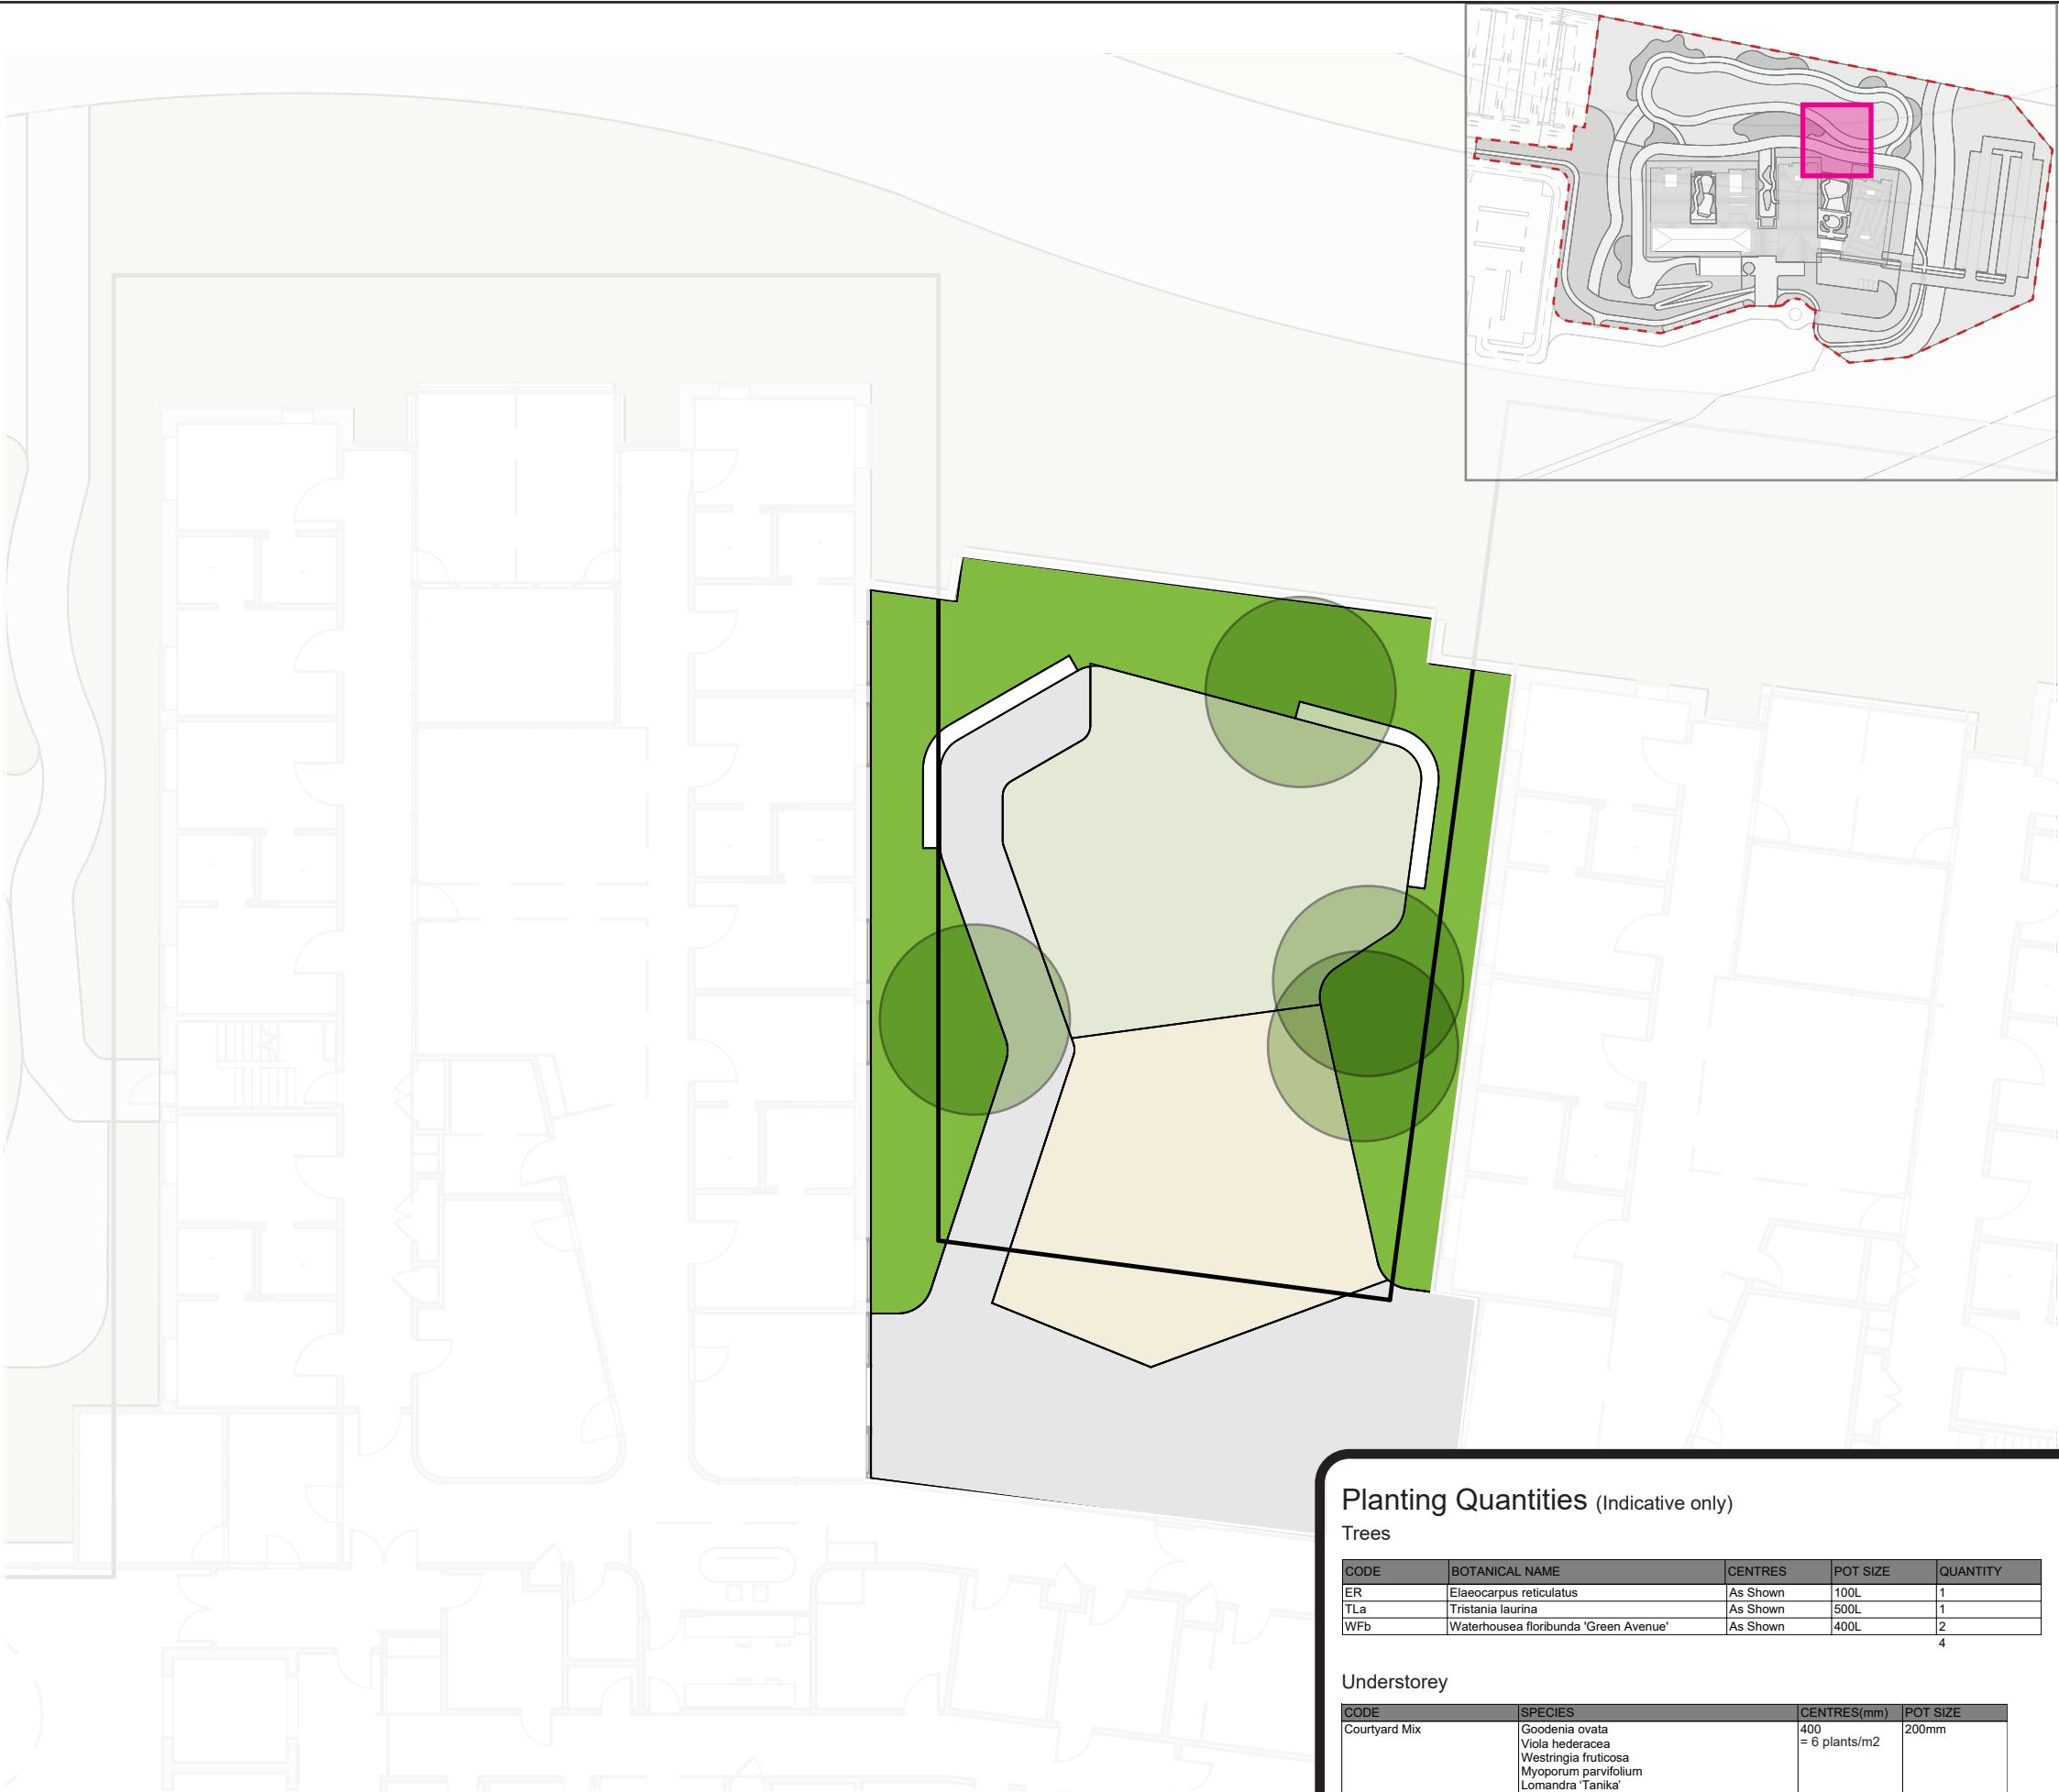 Planting Quantities (Indicative only)
Trees
CODE BOTANICAL NAME CENTRES POT SIZE QUANTITY
ER Elaeocarpus reticulatus As Shown 100L 1
TLa Tristania laurina As Shown 500L 1
WFb Waterhousea floribunda 'Green Avenue' As Shown 400L 2
4
Understorey
CODE SPECIES CENTRES(mm) POT SIZE
Courtyard Mix Goodenia ovata 400 200mm
Viola hederacea = 6 plants/m2
Westringia fruticosa
Myoporum parvifolium
Lomandra ‘Tanika’